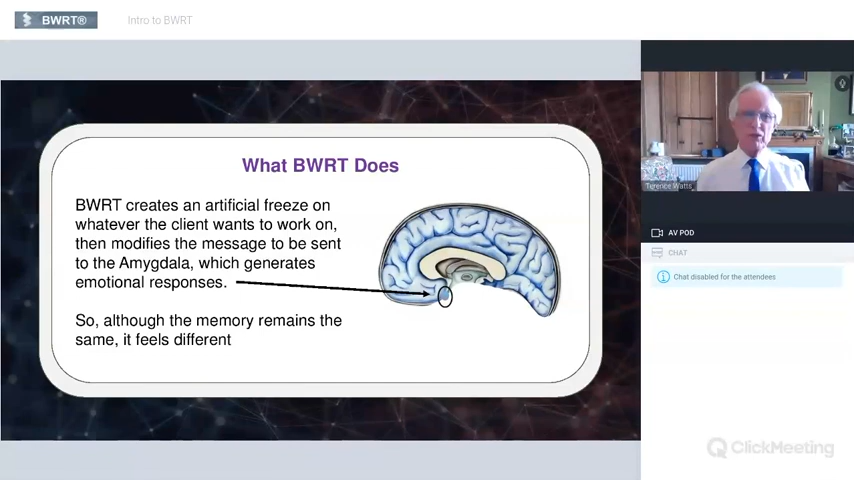 BWRT®
Intro to BWRT
What BWRT Does
BWRT creates an artificial freeze on
whatever the client wants to work on,
then modifies the message to be sent
to the Amygdala, which generates
emotional responses.
So, although the memory remains the
same, it feels different
Terence Watts
AV POD
CHAT
Chat disabled for the attendees
ClickMeeting